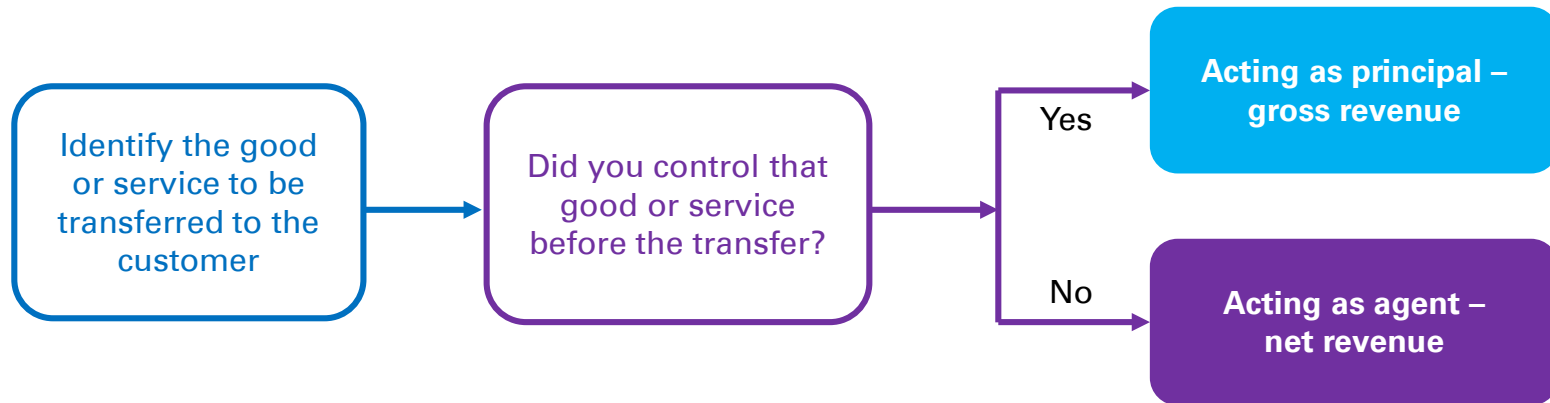 Identify the good
or service to be
transferred to the
customer
Did you control that
good or service
before the transfer?
Yes
Acting as principal –
gross revenue
No
Acting as agent –
net revenue